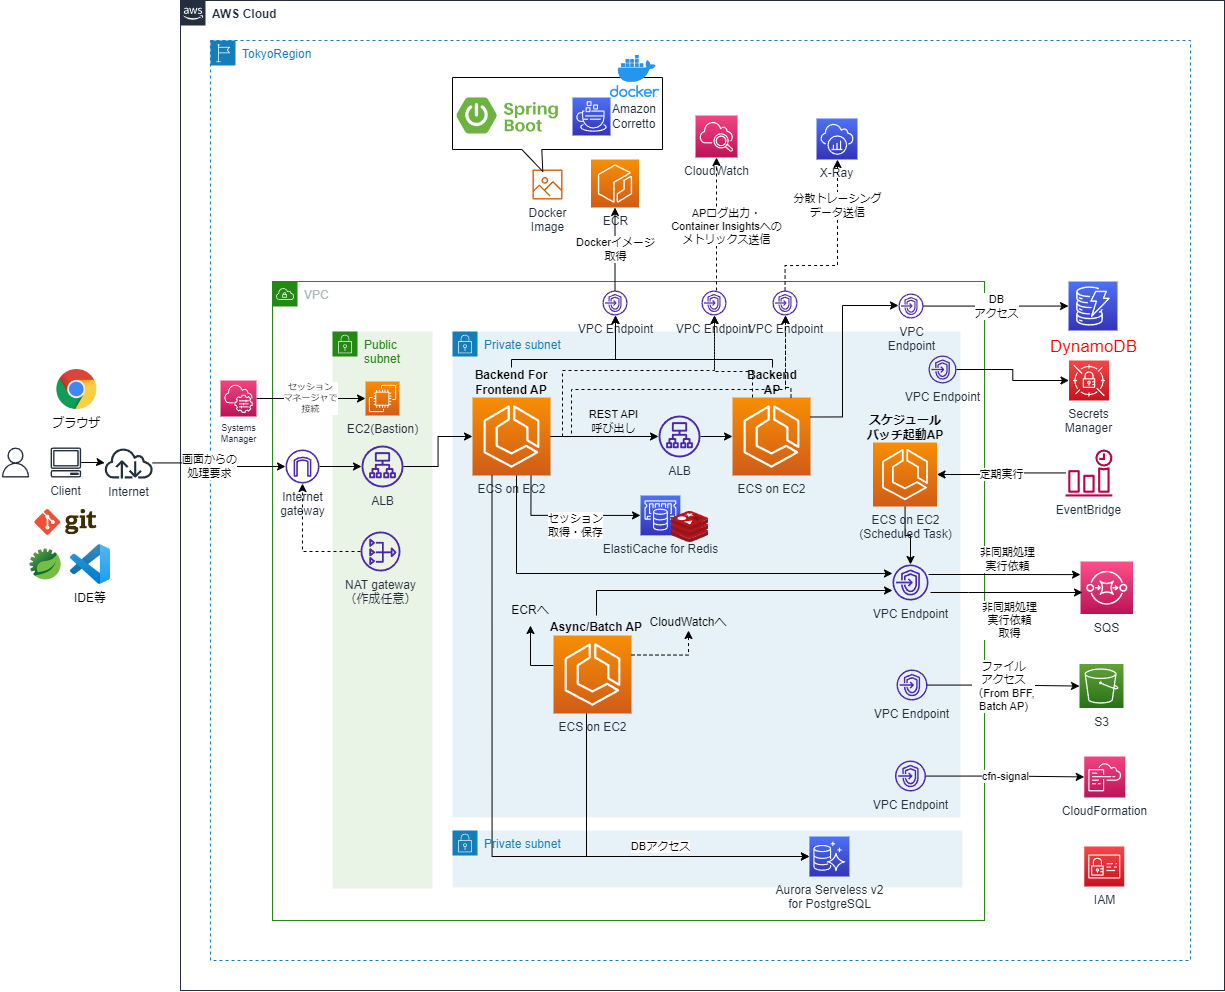 aws
AWS Cloud
TokyoRegion
docker
Spring
Boot
Amazon
Corretto
Docker
Image
ECR
Dockerイメージ
取得
CloudWatch
APログ出力・
Container Insightsへの
メトリックス送信
X-Ray
分散トレーシング
データ送信
VPC
VPC Endpoint
VPC Endpoint
VPC Endpoint
VPC
Endpoint
DB
アクセス
DynamoDB
VPC Endpoint
Secrets
Manager
Public
subnet
Private subnet
Backend For
Frontend AP
ECS on EC2
REST API
呼び出し
ALB
Backend
AP
ECS on EC2
スケジュール
バッチ起動AP
ECS on EC2
(Scheduled Task)
定期実行
EventBridge
ブラウザ
Client
Internet
git
IDE等
画面からの
処理要求
Systems
Manager
セッション
マネージャで
接続
EC2(Bastion)
Internet
gateway
ALB
NAT gateway
（作成任意）
セッション
取得・保存
ElastiCache for Redis
VPC Endpoint
非同期処理
実行依頼
非同期処理
実行依頼
取得
SQS
ECRへ
Async/Batch AP
CloudWatchへ
ECS on EC2
VPC Endpoint
ファイル
アクセス
（From BFF,
Batch AP)
S3
VPC Endpoint
cfn-signal
CloudFormation
Private subnet
DBアクセス
Aurora Serveless v2
for PostgreSQL
IAM